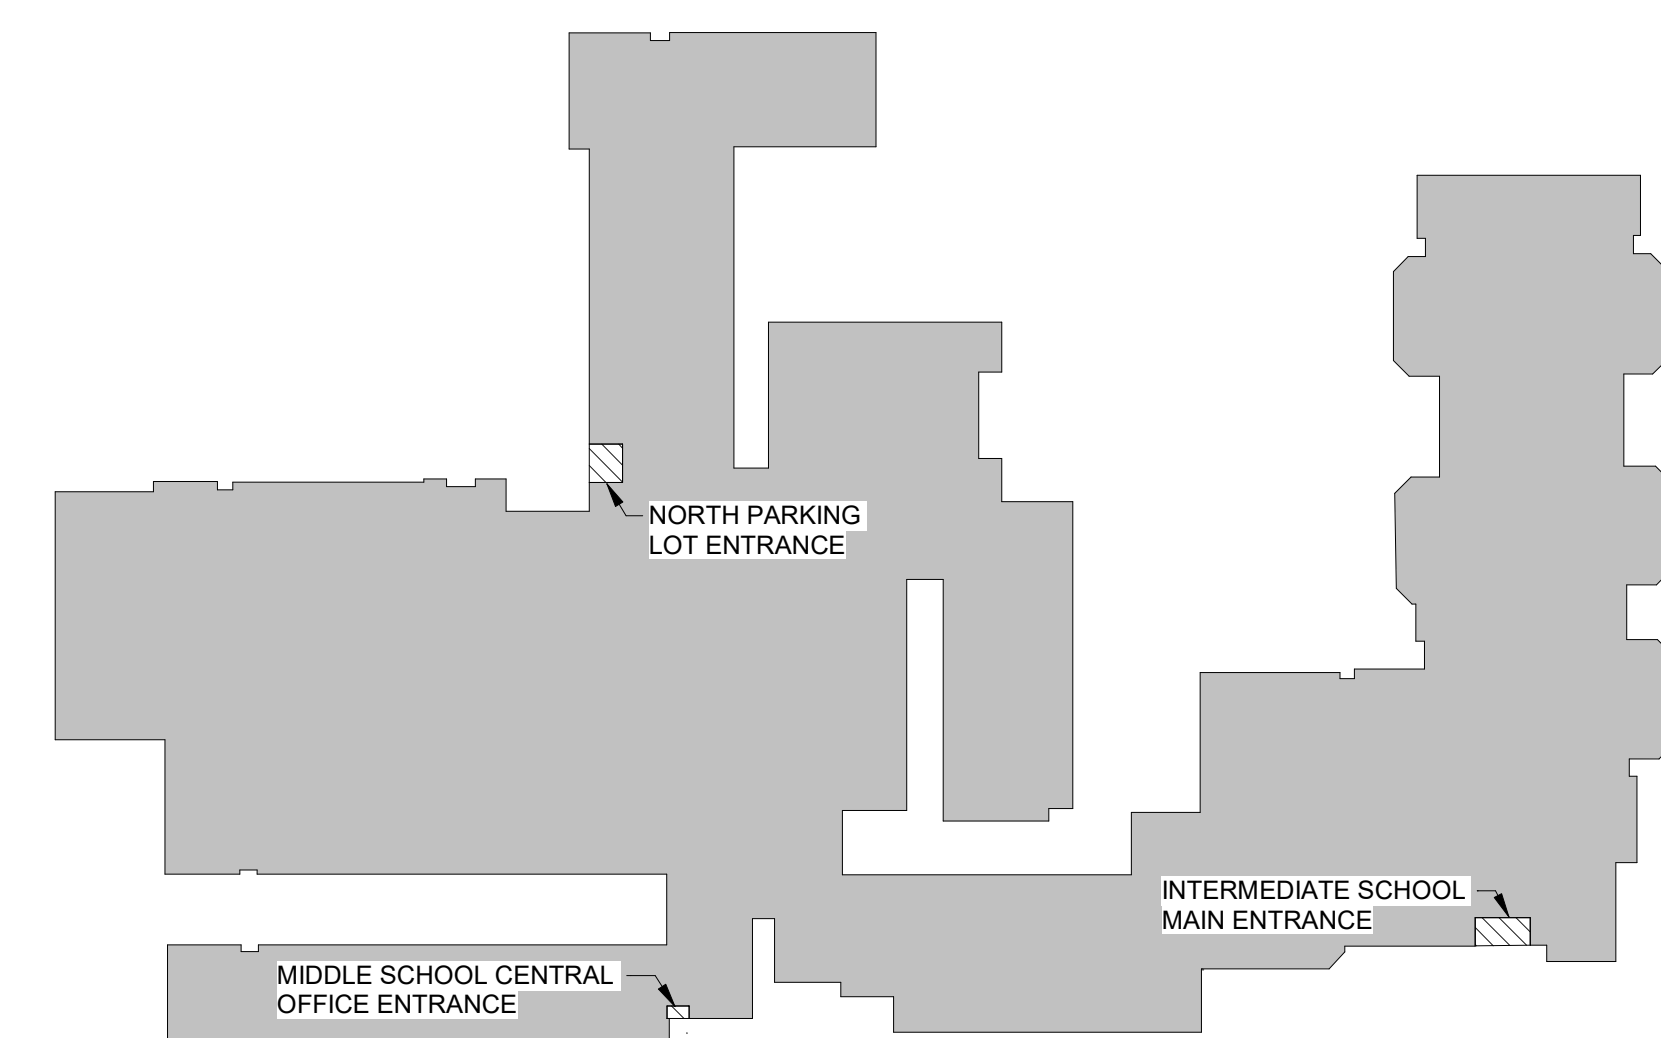 NORTH PARKING
LOT ENTRANCE
INTERMEDIATE SCHOOL
MAIN ENTRANCE
MIDDLE SCHOOL CENTRAL
OFFICE ENTRANCE